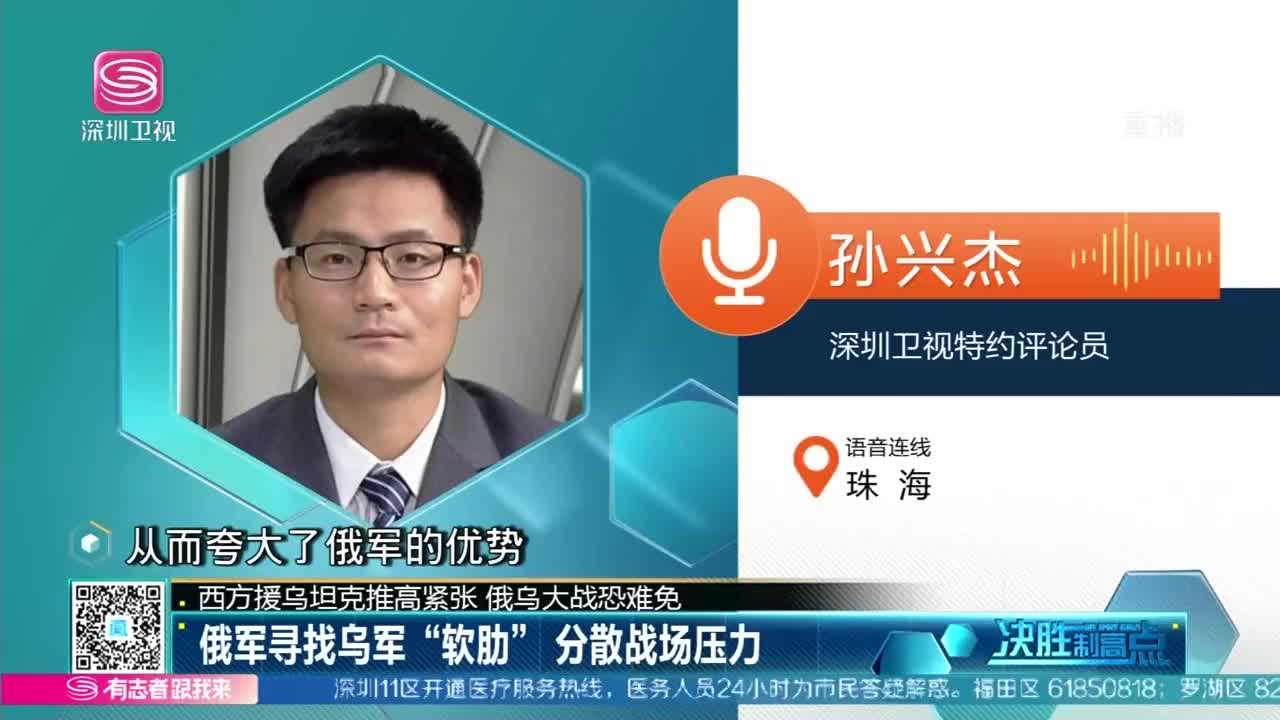 深圳卫视
重播
孙兴杰
深圳卫视特约评论员
语音连线
珠海
从而夸大了俄军的优势
西方援乌坦克推高紧张 俄乌大战恐难免
俄军寻找乌军“软肋” 分散战场压力
决胜制高点
有志者跟我来
深圳11区开通医疗服务热线，医务人员24小时为市民答疑解惑。福田区 61850818；罗湖区 82